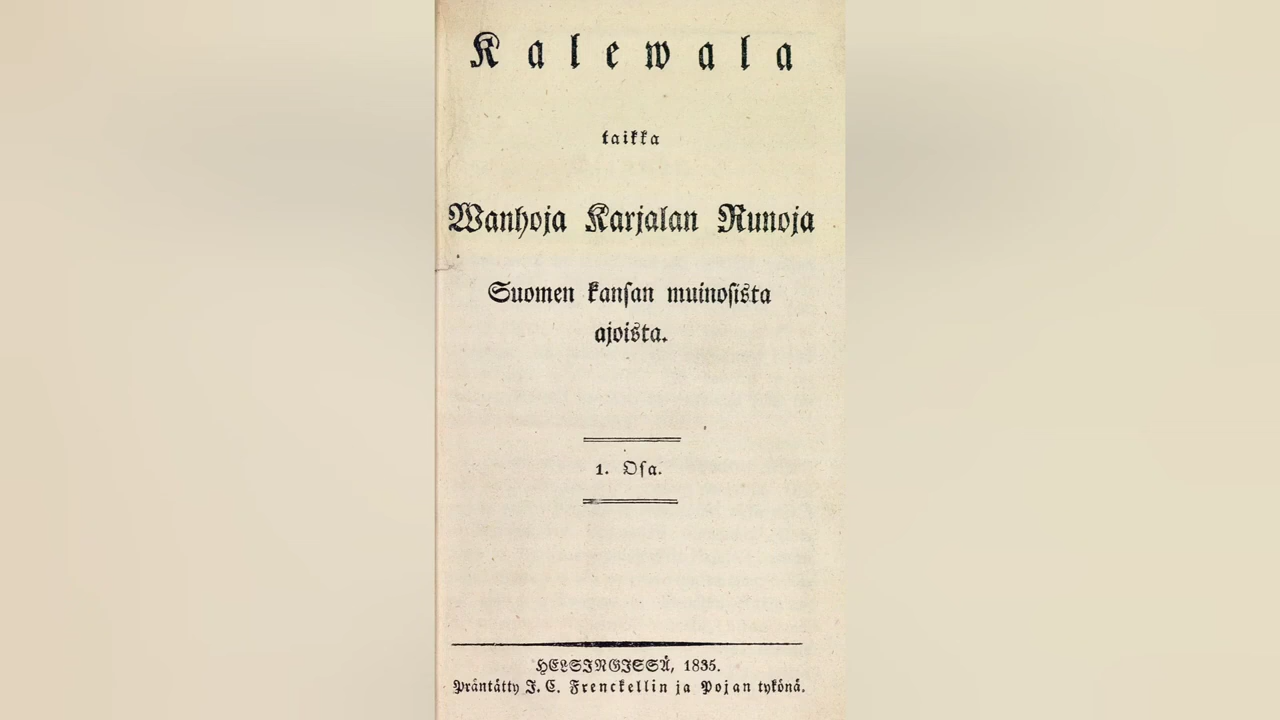 Kalewala
taikka
Wanhoja Karjalan Runoja
Suomen kansan muinosista
ajoista.
1. Osa.
HELSINGISSÄ, 1835.
Präntätty J. C. Frenckellin ja Pojan tykönä.